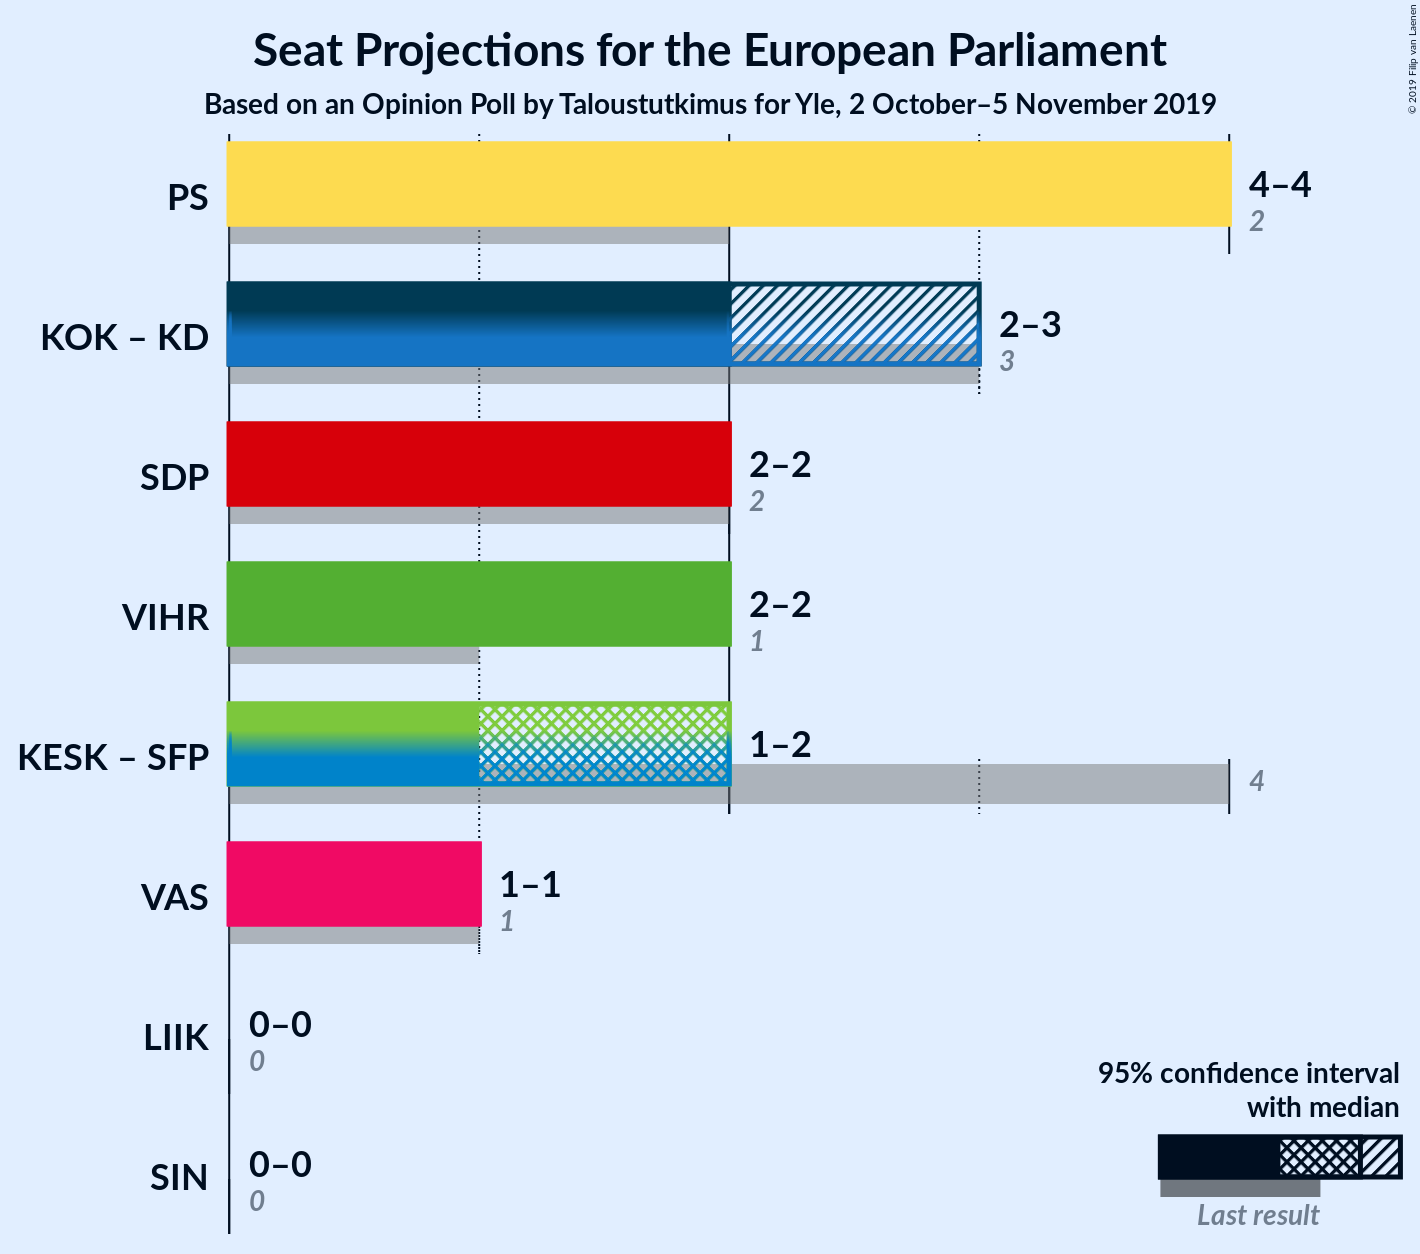 Seat Projections for the European Parliament
Based on an Opinion Poll by Taloustutkimus for Yle, 2 October–5 November 2019
© 2019 Filip van Laenen
PS
4–4
2
KOK – KD
2–3
3
SDP
2–2
2
VIHR
2–2
1
KESK – SFP
1–2
4
VAS
1–1
1
LIIK
0–0
0
SIN
0–0
0
95% confidence interval
with median
Last result